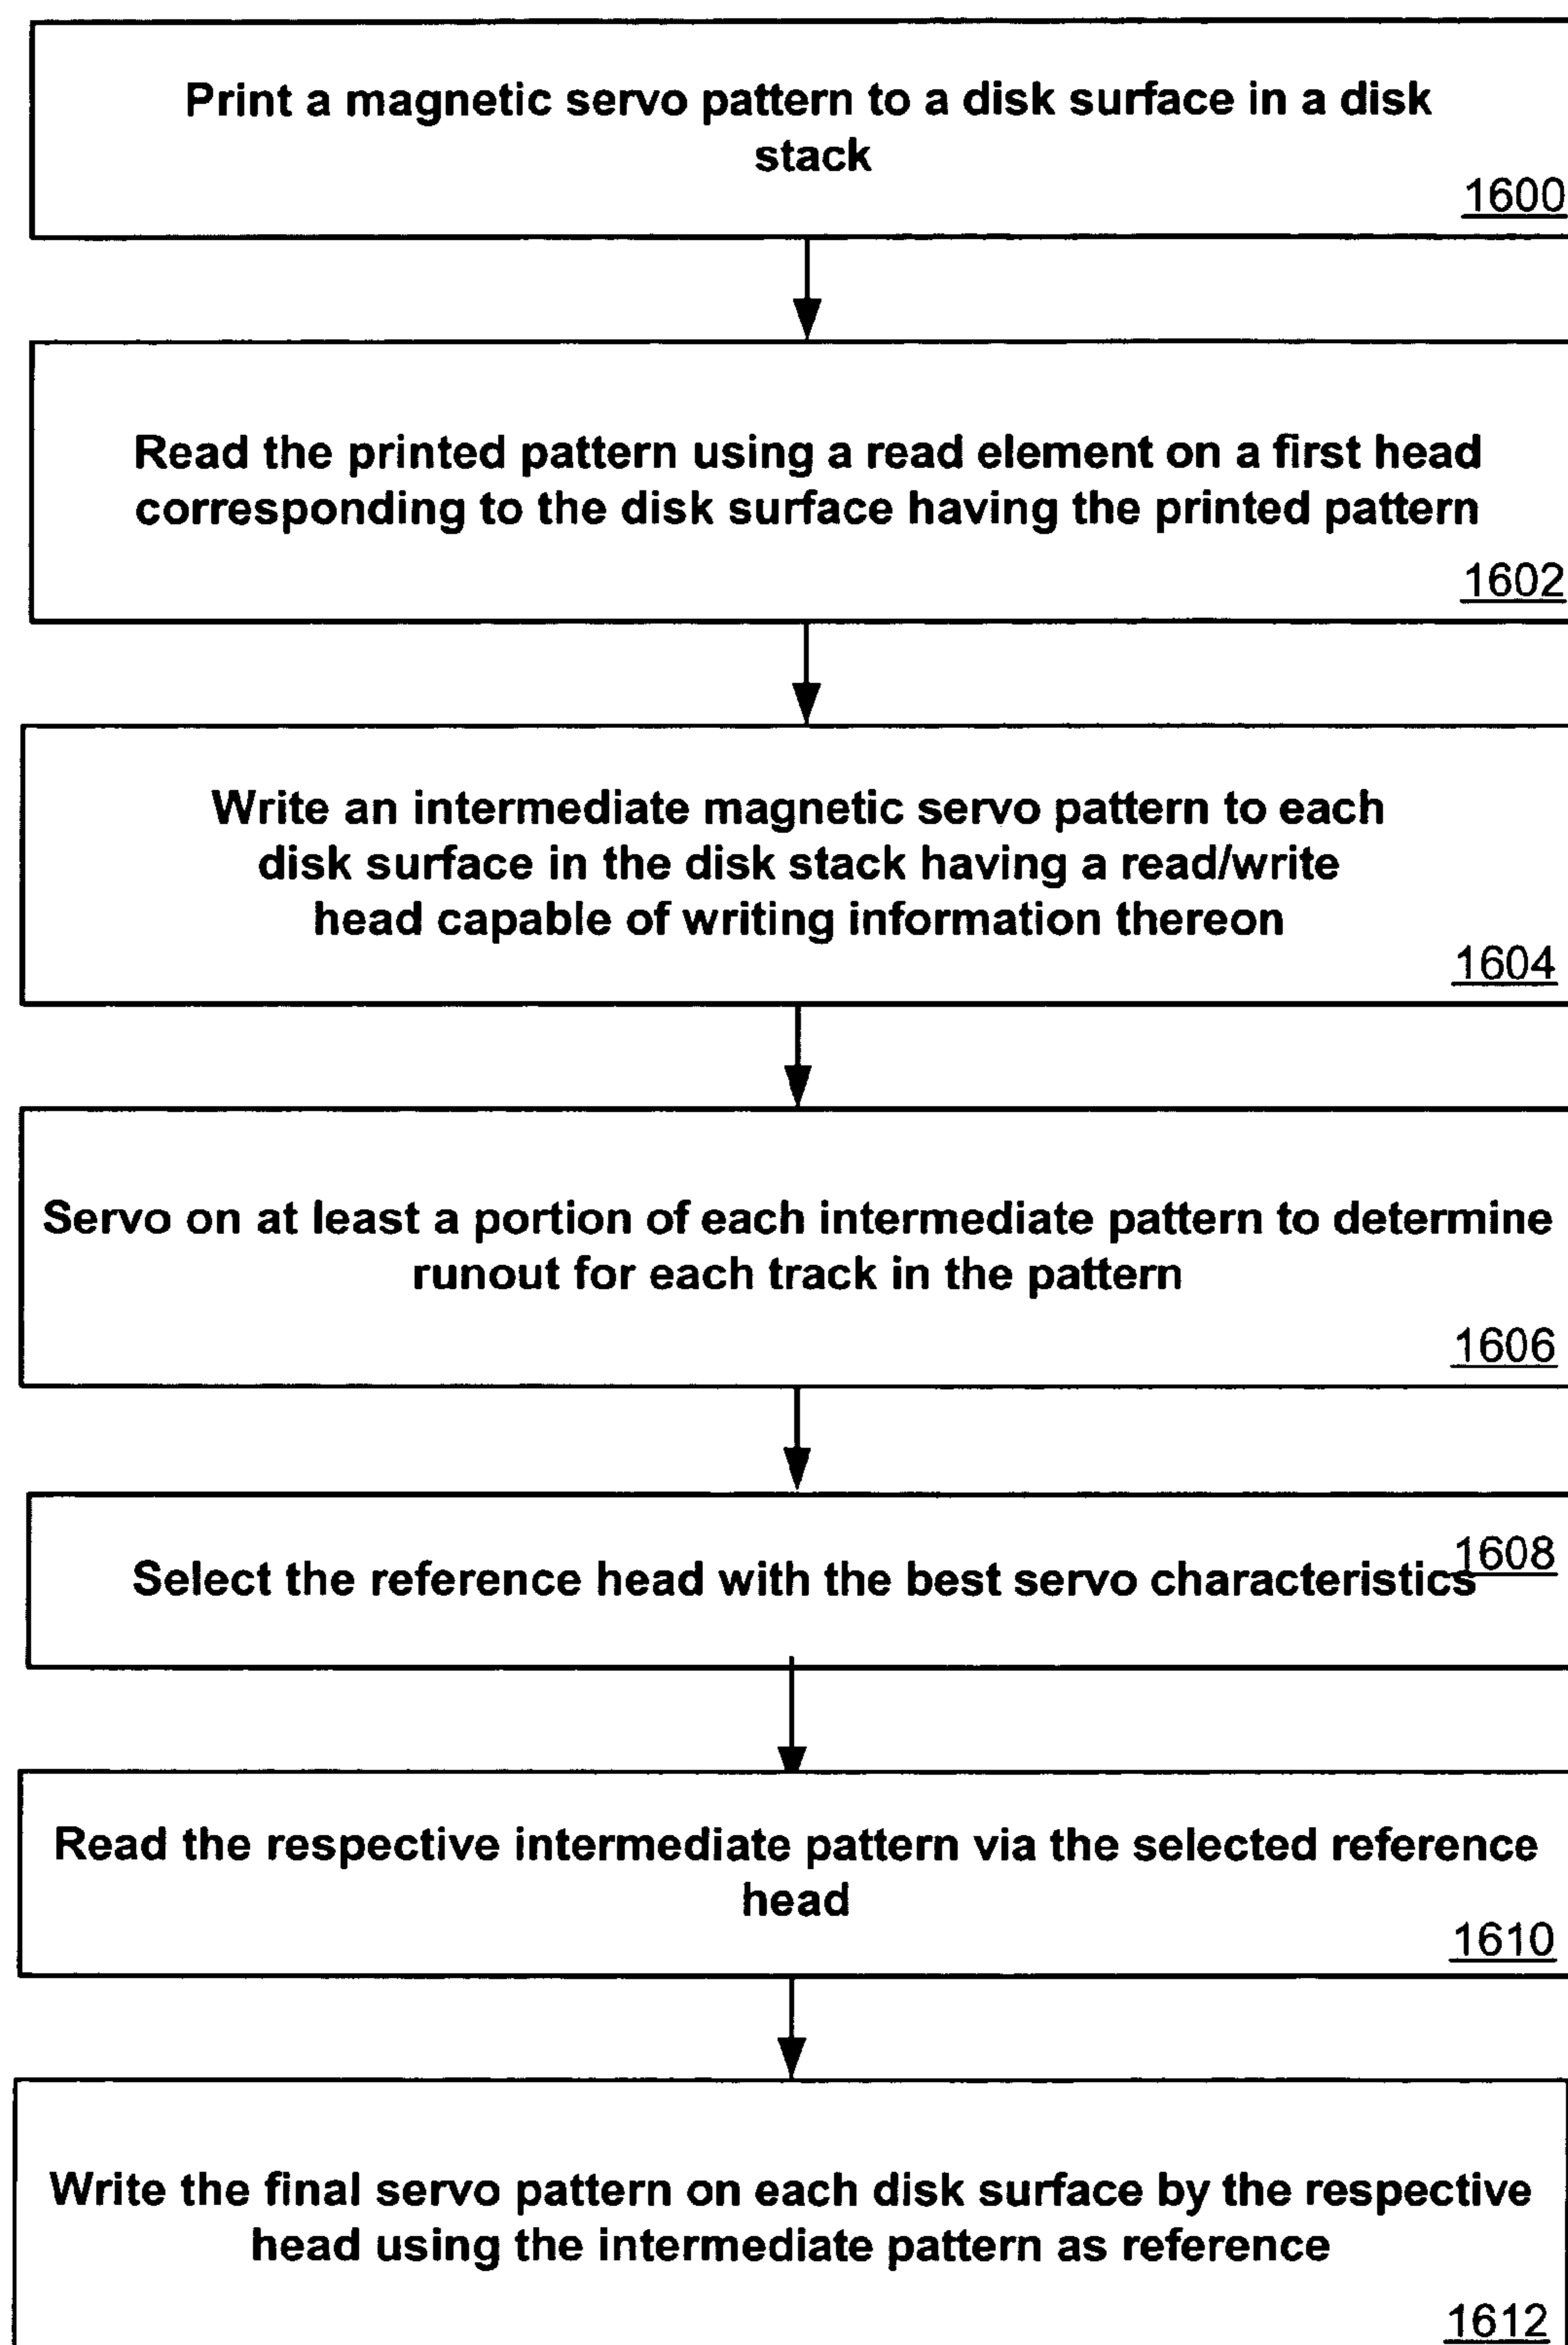 Print a magnetic servo pattern to a disk surface in a disk
stack
1600
Read the printed pattern using a read element on a first head
corresponding to the disk surface having the printed pattern
1602
Write an intermediate magnetic servo pattern to each
disk surface in the disk stack having a read/write
head capable of writing information thereon
1604
Servo on at least a portion of each intermediate pattern to determine
runout for each track in the pattern
1606
1608
Select the reference head with the best servo characteristics
Read the respective intermediate pattern via the selected reference
head
1610
Write the final servo pattern on each disk surface by the respective
head using the intermediate pattern as reference
1612